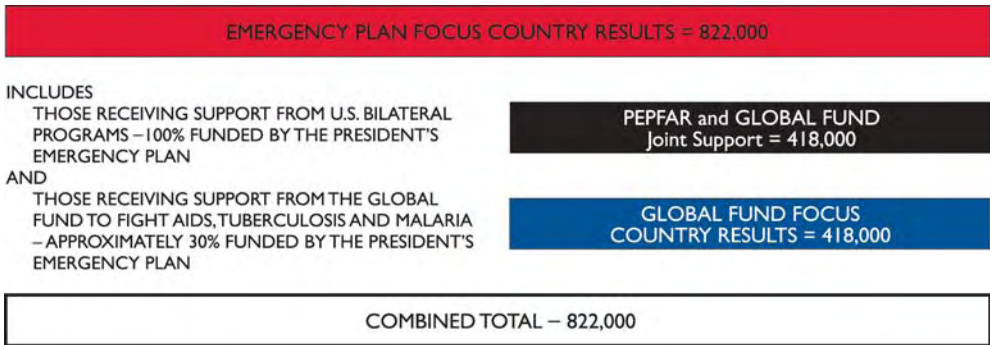 EMERGENCY PLAN FOCUS COUNTRY RESULTS = 822,000
INCLUDES
THOSE RECEIVING SUPPORT FROM U.S. BILATERAL
PROGRAMS –100% FUNDED BY THE PRESIDENT'S
EMERGENCY PLAN
AND
THOSE RECEIVING SUPPORT FROM THE GLOBAL
FUND TO FIGHT AIDS, TUBERCULOSIS AND MALARIA
– APPROXIMATELY 30% FUNDED BY THE PRESIDENT'S
EMERGENCY PLAN
PEPFAR and GLOBAL FUND
Joint Support = 418,000
GLOBAL FUND FOCUS
COUNTRY RESULTS = 418,000
COMBINED TOTAL – 822,000